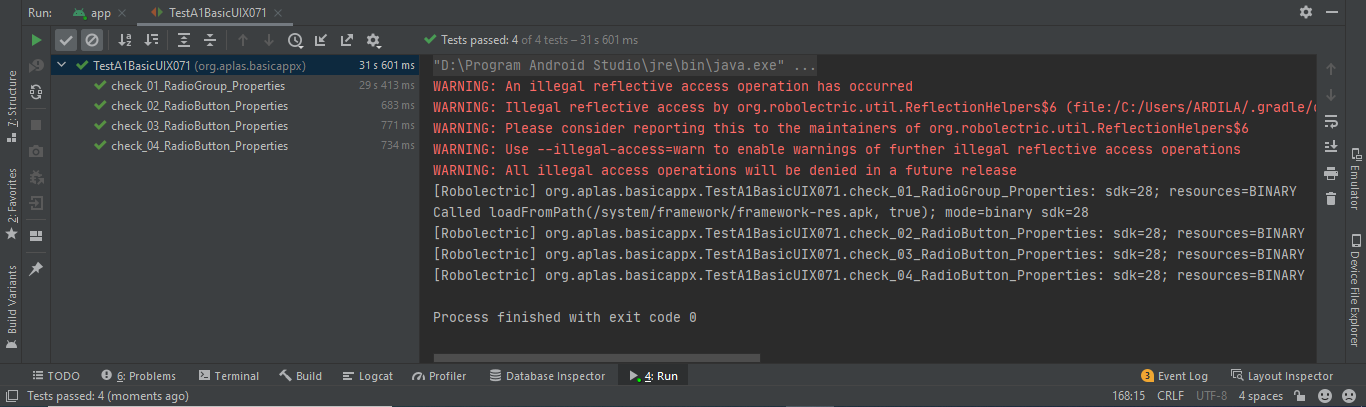 Run: app × TestA1BasicUIX071 ×
Tests passed: 4 of 4 tests – 31 s 601 ms
TestA1BasicUIX071 (org.aplas.basicappx) 31 s 601 ms
check_01_RadioGroup_Properties 29 s 413 ms
check_02_RadioButton_Properties 683 ms
check_03_RadioButton_Properties 771 ms
check_04_RadioButton_Properties 734 ms
"D:\Program Android Studio\jre\bin\java.exe" ...
WARNING: An illegal reflective access operation has occurred
WARNING: Illegal reflective access by org.robolectric.util.ReflectionHelpers$6 (file:/C:/Users/ARDILA/.gradle/c
WARNING: Please consider reporting this to the maintainers of org.robolectric.util.ReflectionHelpers$6
WARNING: Use --illegal-access=warn to enable warnings of further illegal reflective access operations
WARNING: All illegal access operations will be denied in a future release
[Robolectric] org.aplas.basicappx.TestA1BasicUIX071.check_01_RadioGroup_Properties: sdk=28; resources=BINARY
Called loadFromPath(/system/framework/framework-res.apk, true); mode=binary sdk=28
[Robolectric] org.aplas.basicappx.TestA1BasicUIX071.check_02_RadioButton_Properties: sdk=28; resources=BINARY
[Robolectric] org.aplas.basicappx.TestA1BasicUIX071.check_03_RadioButton_Properties: sdk=28; resources=BINARY
[Robolectric] org.aplas.basicappx.TestA1BasicUIX071.check_04_RadioButton_Properties: sdk=28; resources=BINARY
Process finished with exit code 0
Z: Structure
2: Favorites
Build Variants
Emulator
Device File Explorer
TODO 6: Problems Terminal Build Logcat Profiler Database Inspector 4: Run 3 Event Log Layout Inspector
Tests passed: 4 (moments ago) 168:15 CRLF UTF-8 4 spaces